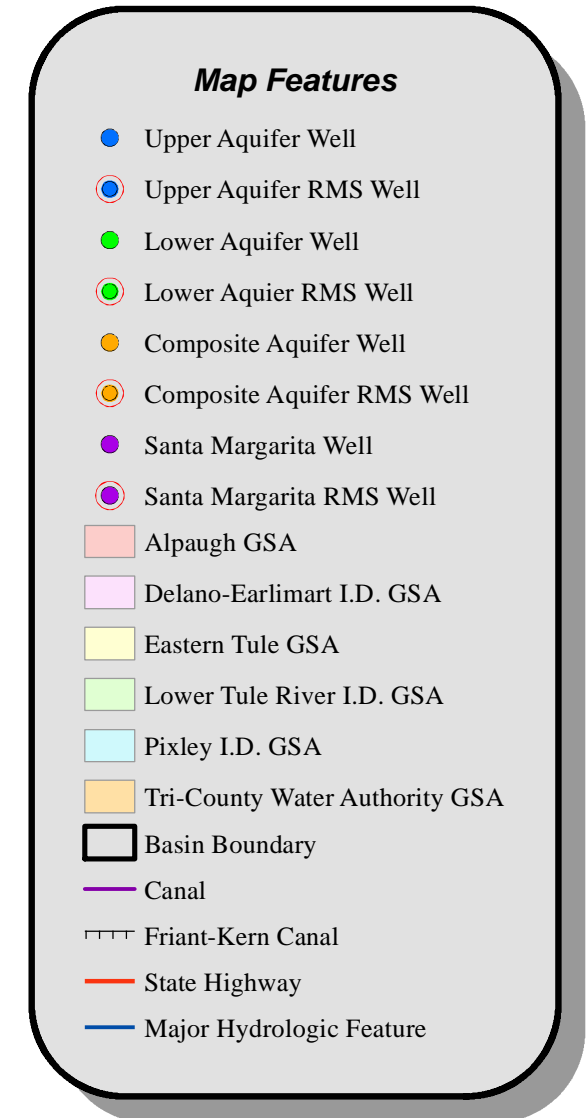 Map Features
Upper Aquifer Well
Upper Aquifer RMS Well
Lower Aquifer Well
Lower Aquier RMS Well
Composite Aquifer Well
Composite Aquifer RMS Well
Santa Margarita Well
Santa Margarita RMS Well
Alpaugh GSA
Delano-Earlimart I.D. GSA
Eastern Tule GSA
Lower Tule River I.D. GSA
Pixley I.D. GSA
Tri-County Water Authority GSA
Basin Boundary
Canal
Friant-Kern Canal
State Highway
Major Hydrologic Feature